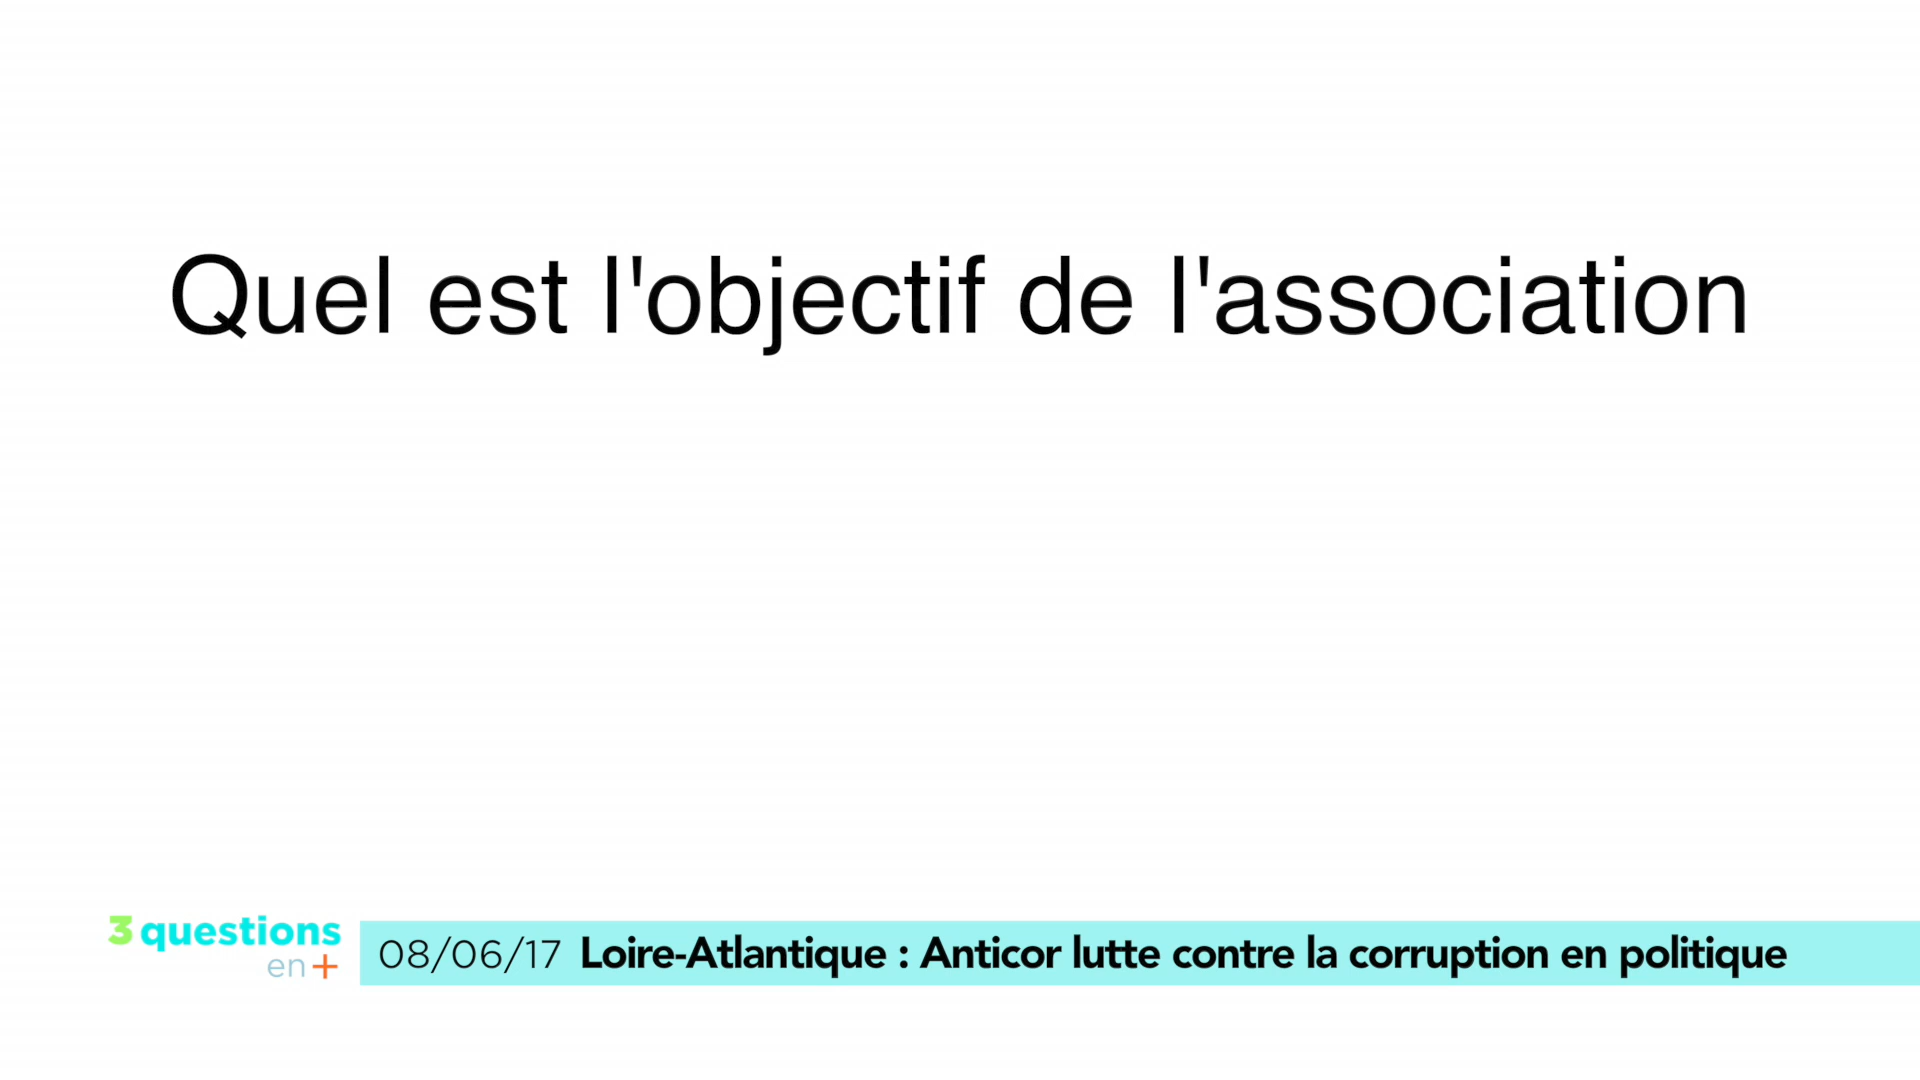 Quel est l'objectif de l'association
3 questions
en +
08/06/17 Loire-Atlantique : Anticor lutte contre la corruption en politique